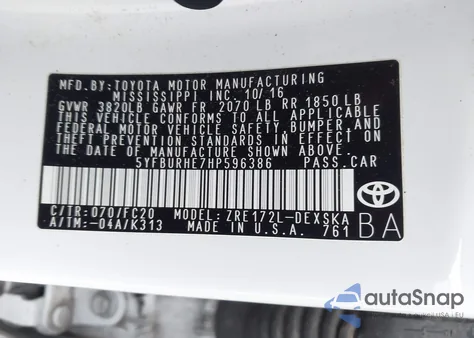 MFD.BY:TOYOTA MOTOR MANUFACTURING
MISSISSIPPI, INC. 10/16
GVWR 3820LB GAWR FR 2070 LB RR 1850 LB
THIS VEHICLE CONFORMS TO ALL APPLICABLE
FEDERAL MOTOR VEHICLE SAFETY, BUMPER, AND
THEFT PREVENTION STANDARDS IN EFFECT ON
THE DATE OF MANUFACTURE SHOWN ABOVE.
5YFBURHE7HP596386 PASS.CAR
C/TR:070/FC20 MODEL: ZRE172L-DEXSKA
A/TM:-04A/K313 MADE IN U.S.A. 761
TOYOTA
BA
autoSnap